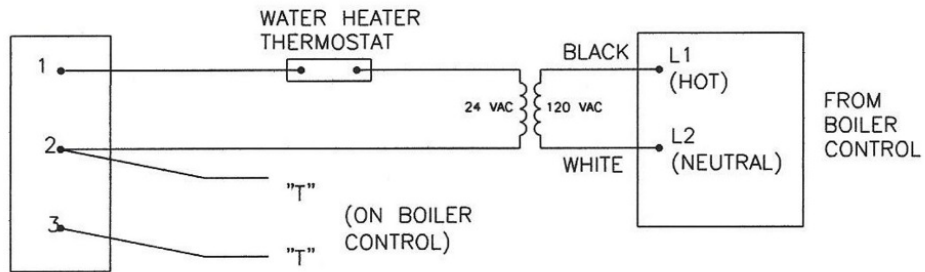 WATER HEATER
THERMOSTAT
1
2
3
24 VAC
120 VAC
BLACK
WHITE
L1
(HOT)
L2
(NEUTRAL)
FROM
BOILER
CONTROL
"T"
"T"
(ON BOILER
CONTROL)